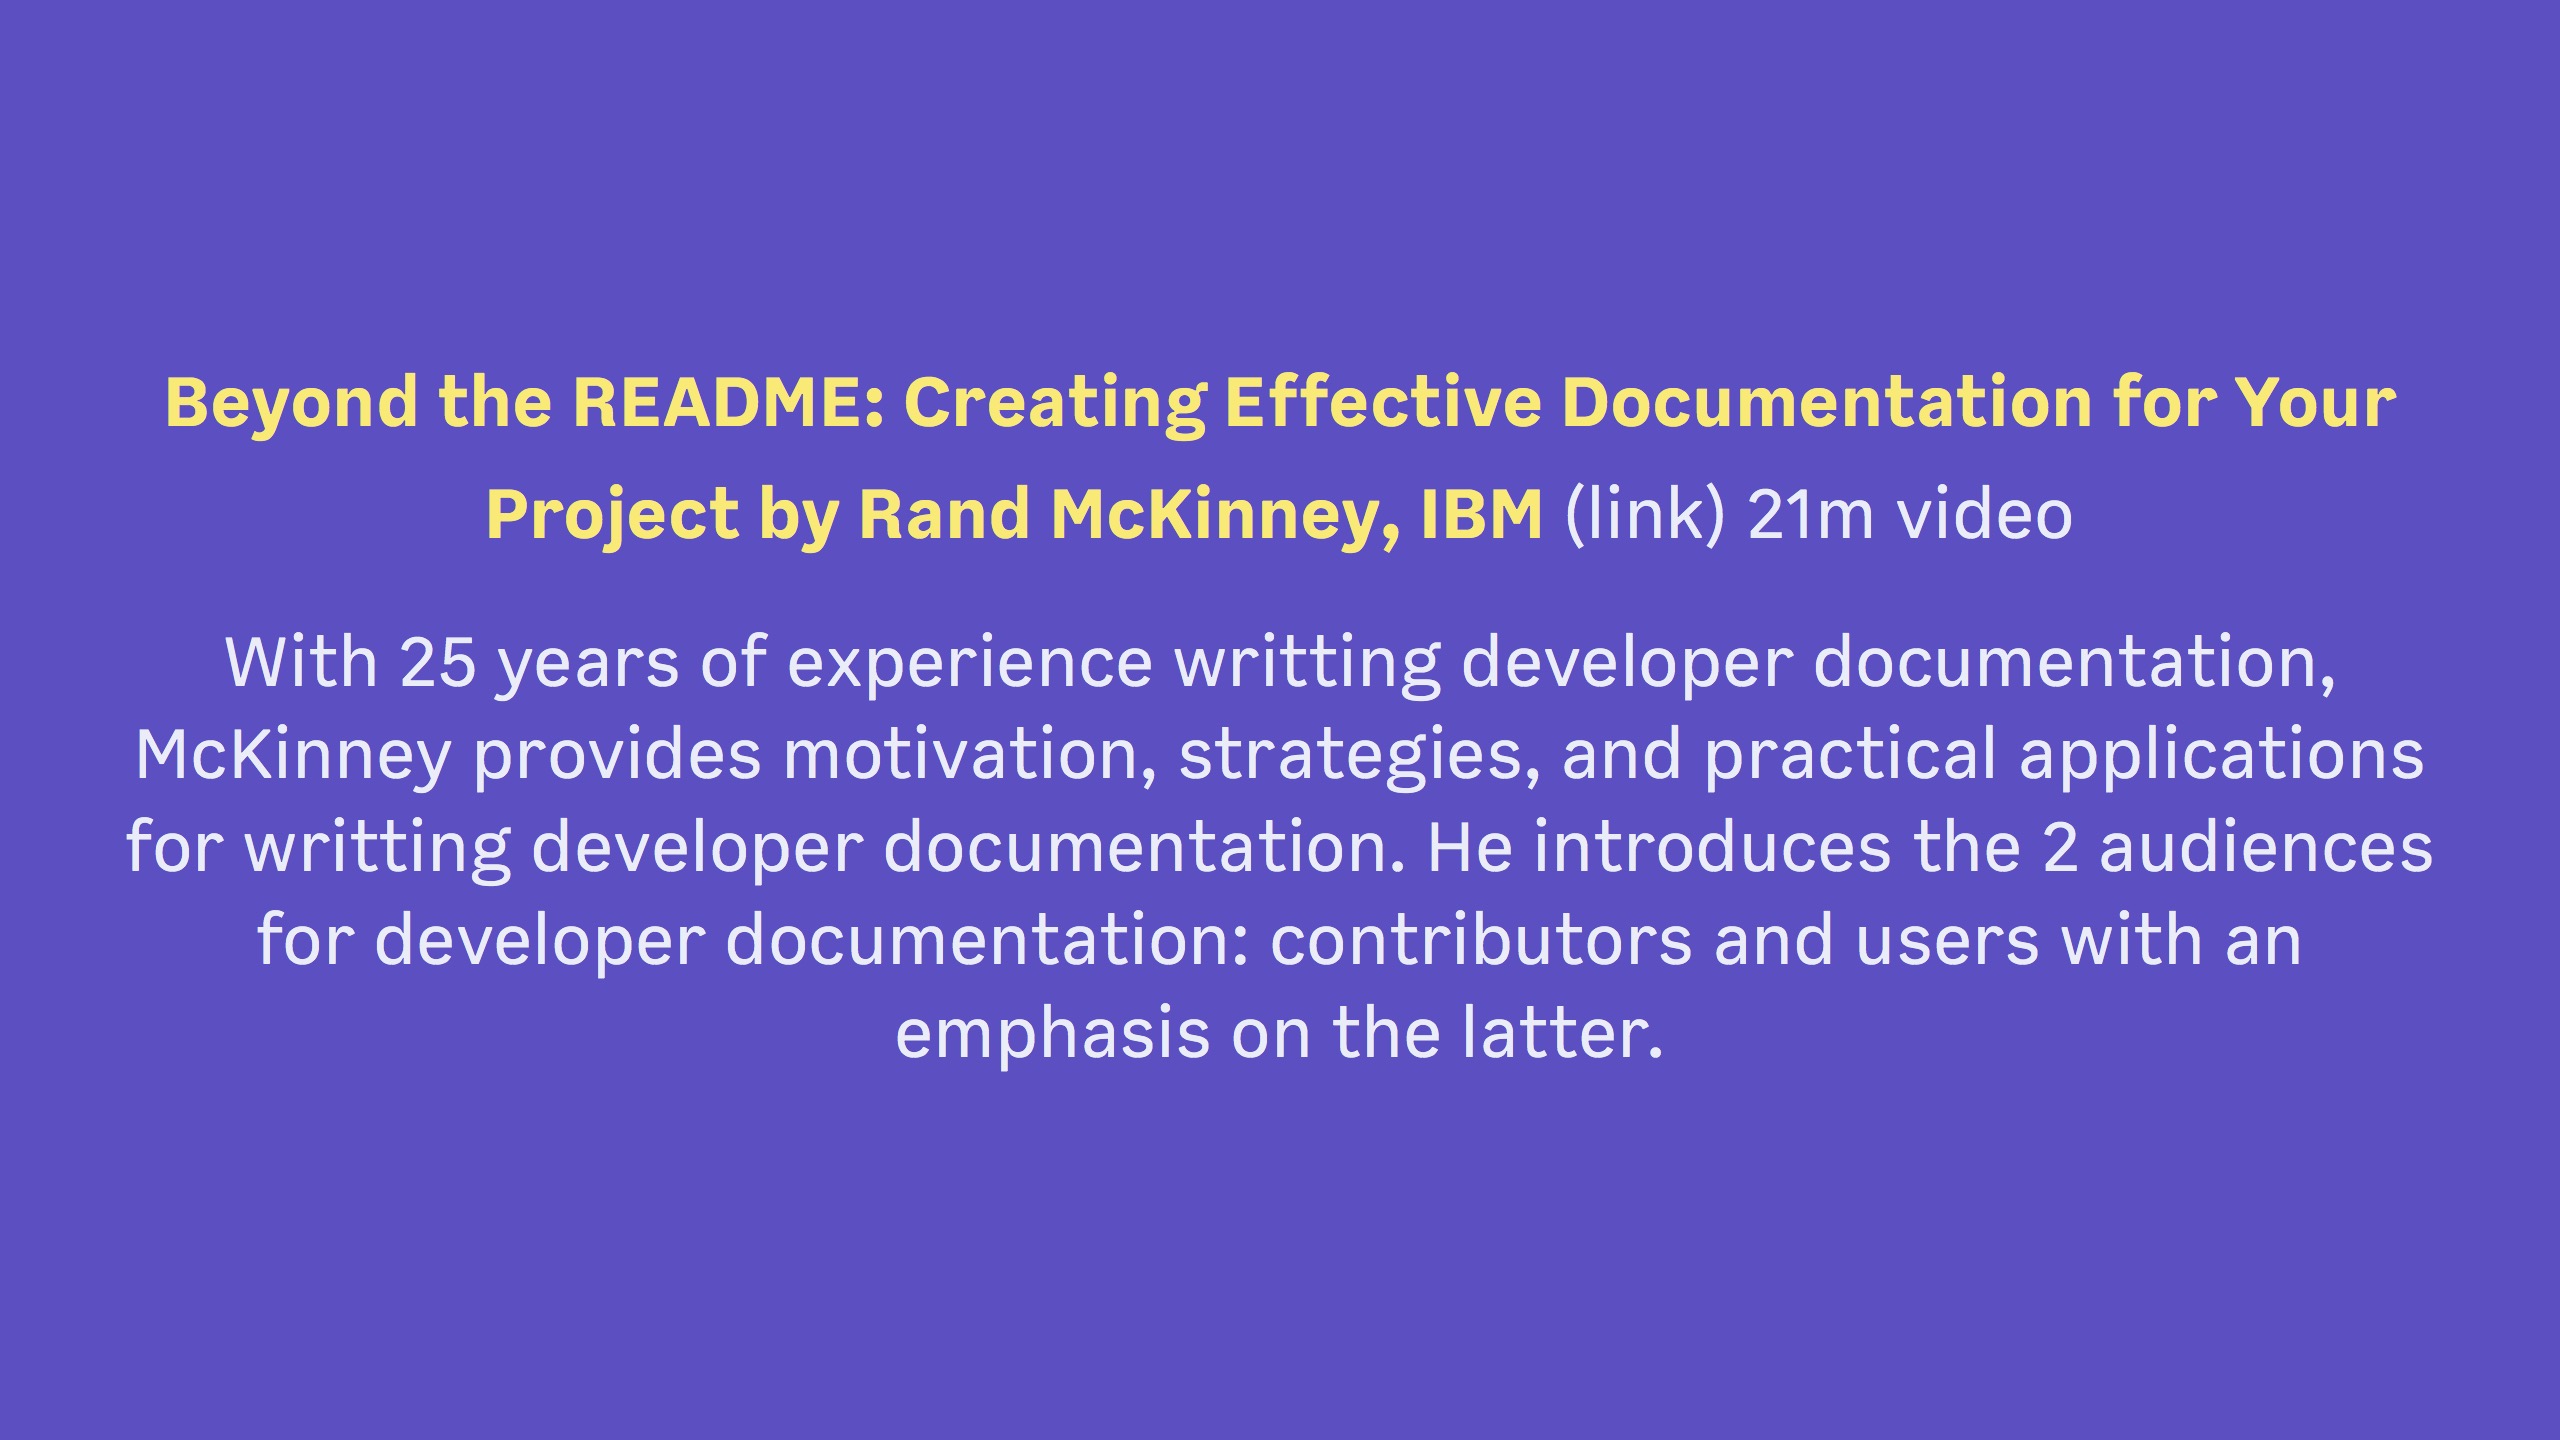 Beyond the README: Creating Effective Documentation for Your
Project by Rand McKinney, IBM (link) 21m video
With 25 years of experience writting developer documentation,
McKinney provides motivation, strategies, and practical applications
for writting developer documentation. He introduces the 2 audiences
for developer documentation: contributors and users with an
emphasis on the latter.